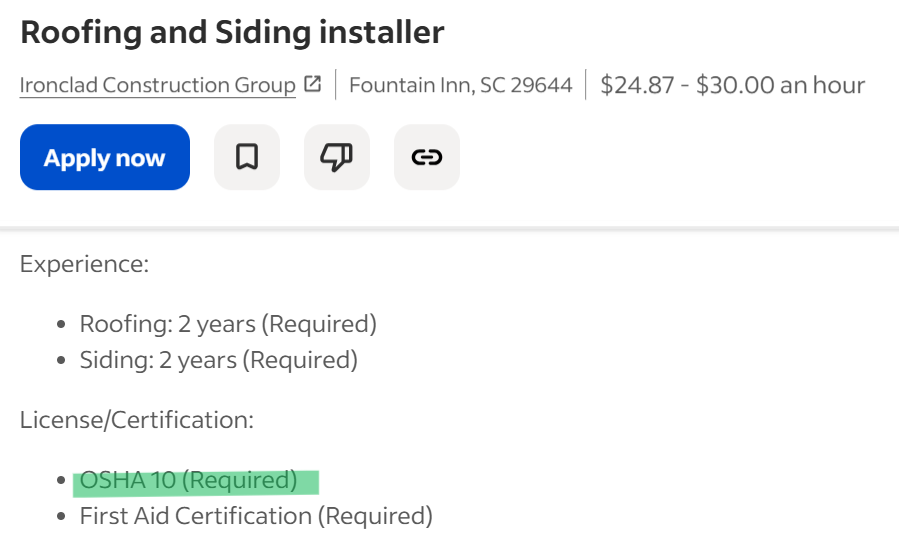 Roofing and Siding installer
Ironclad Construction Group Fountain Inn, SC 29644 $24.87 - $30.00 an hour
Apply now
Experience:
• Roofing: 2 years (Required)
• Siding: 2 years (Required)
License/Certification:
• OSHA 10 (Required)
• First Aid Certification (Required)